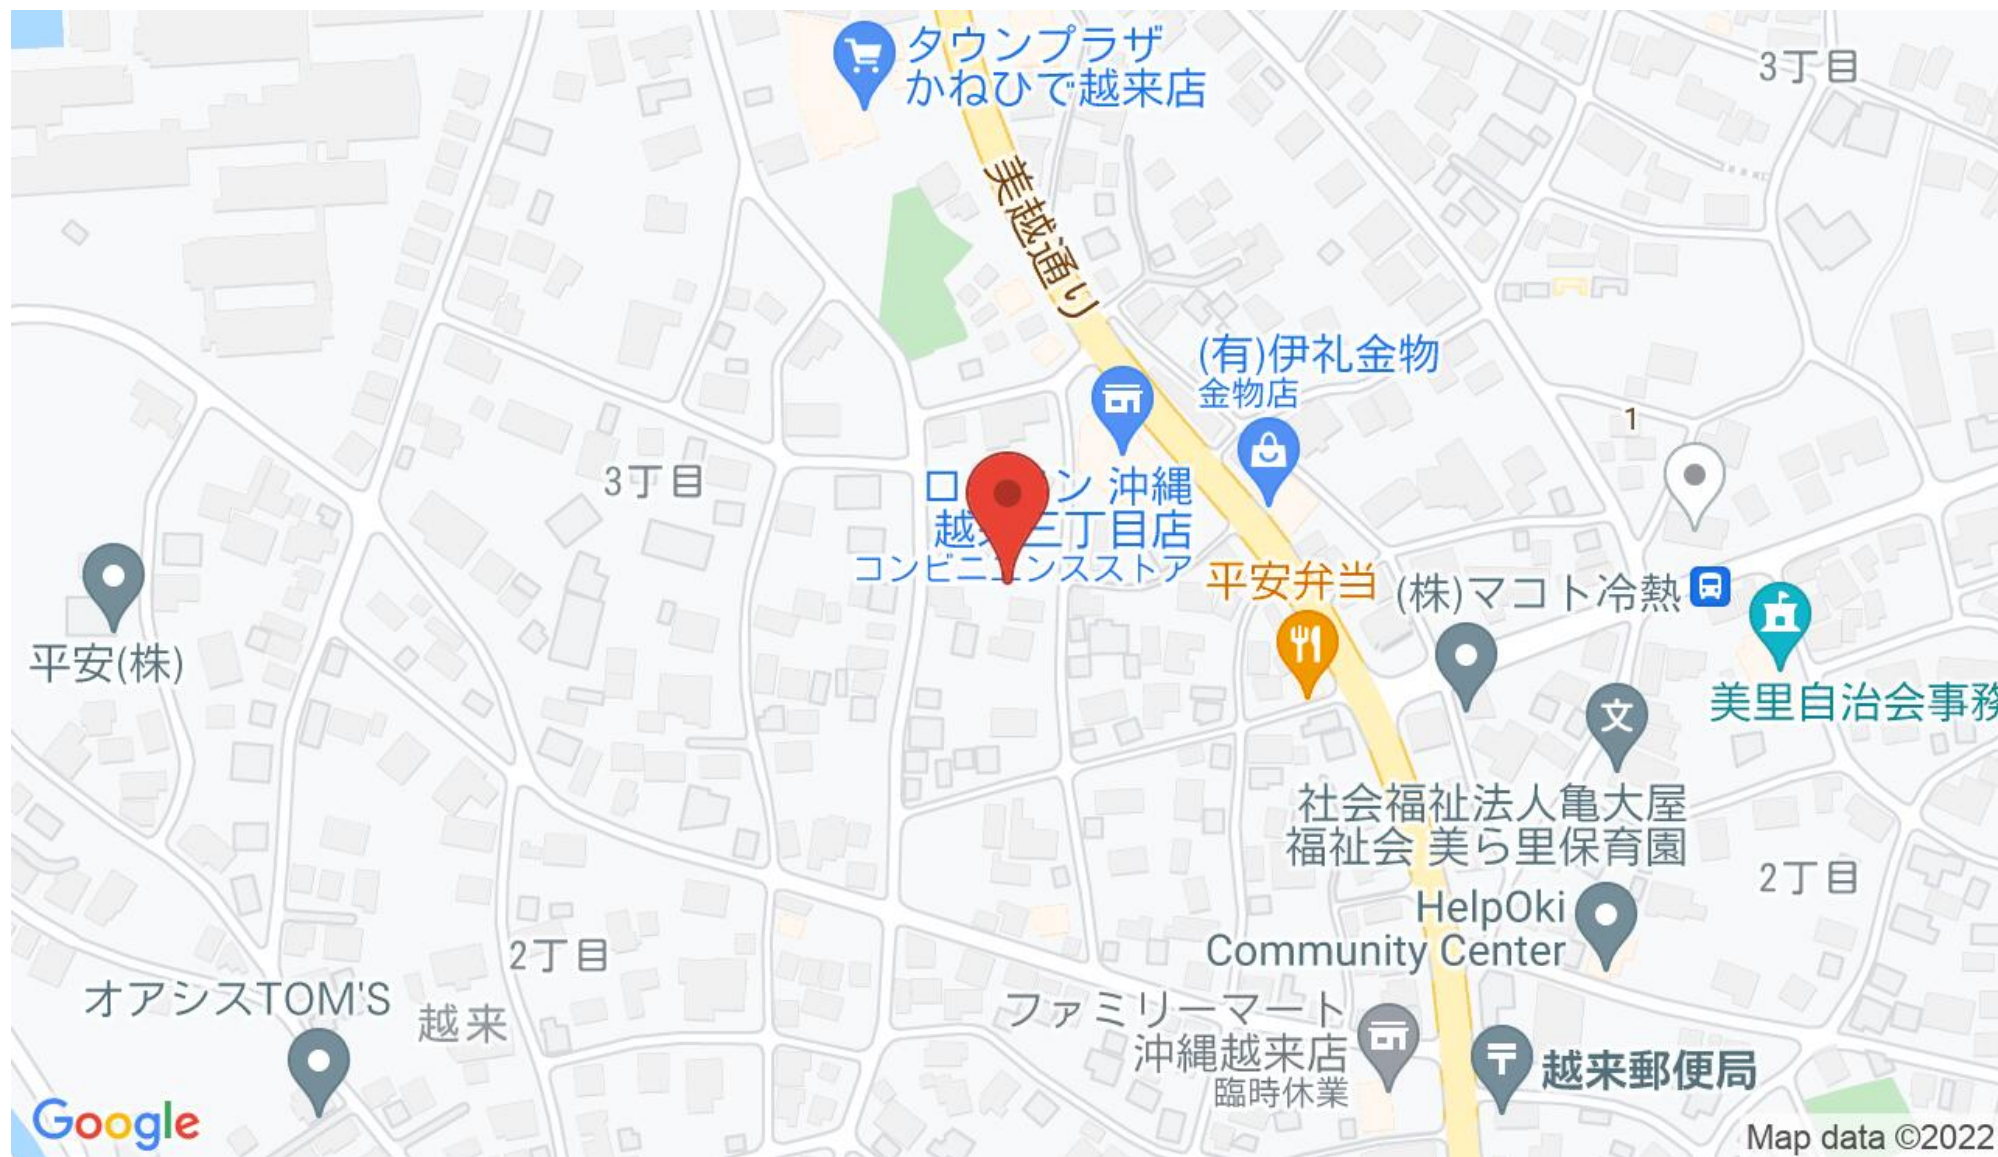 タウンプラザ
かねひで越来店
3丁目
美越通り
(有)伊礼金物
金物店
1
3丁目
ン 沖縄
三丁目店
コンビニエンスストア
平安弁当
(株)マコト冷熱
平安(株)
美里自治会事務
文
社会福祉法人亀大屋
福祉会 美ら里保育園
2丁目
HelpOki
Community Center
2丁目
オアシスTOM'S
越来
ファミリーマート
沖縄越来店
臨時休業
〒
越来郵便局
Google
Map data ©2022